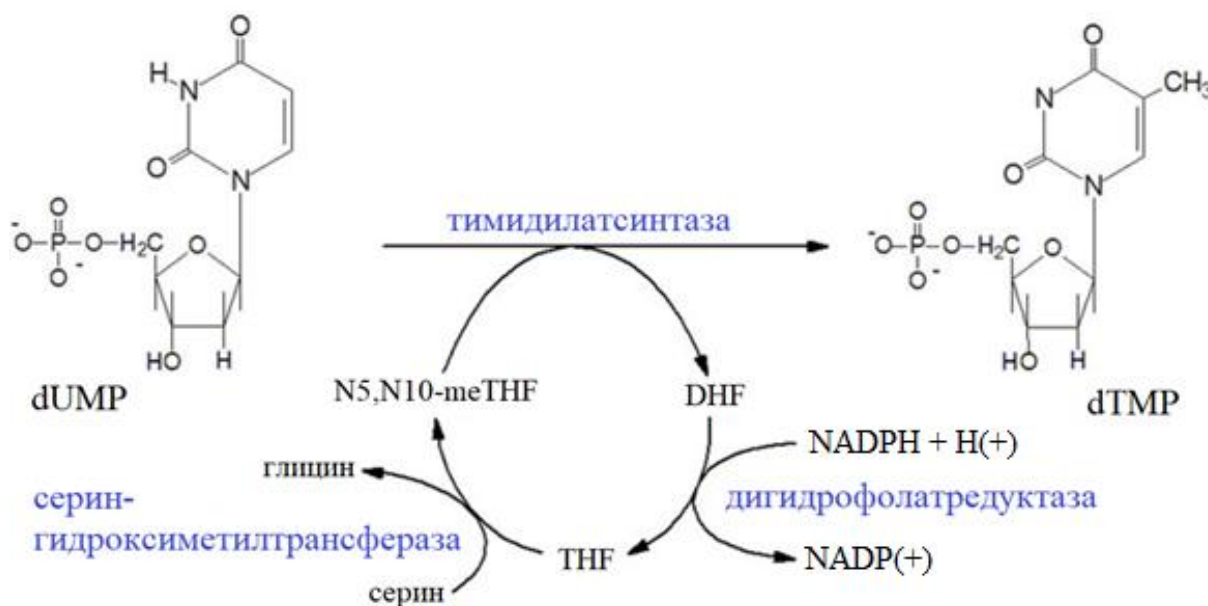 O
H
N
O
N
O
O
CH3
N
O
N
O
-O-P-O-H2C
O-
O
HO
H
тимидилатсинтаза
O
-O-P-O-H2C
O-
O
HO
H
dUMP
N5,N10-meTHF
DHF
dTMP
NADPH + H(+)
глицин
серин-
гидроксиметилтрансфераза
дигидрофолатредуктаза
THF
NADP(+)
серин